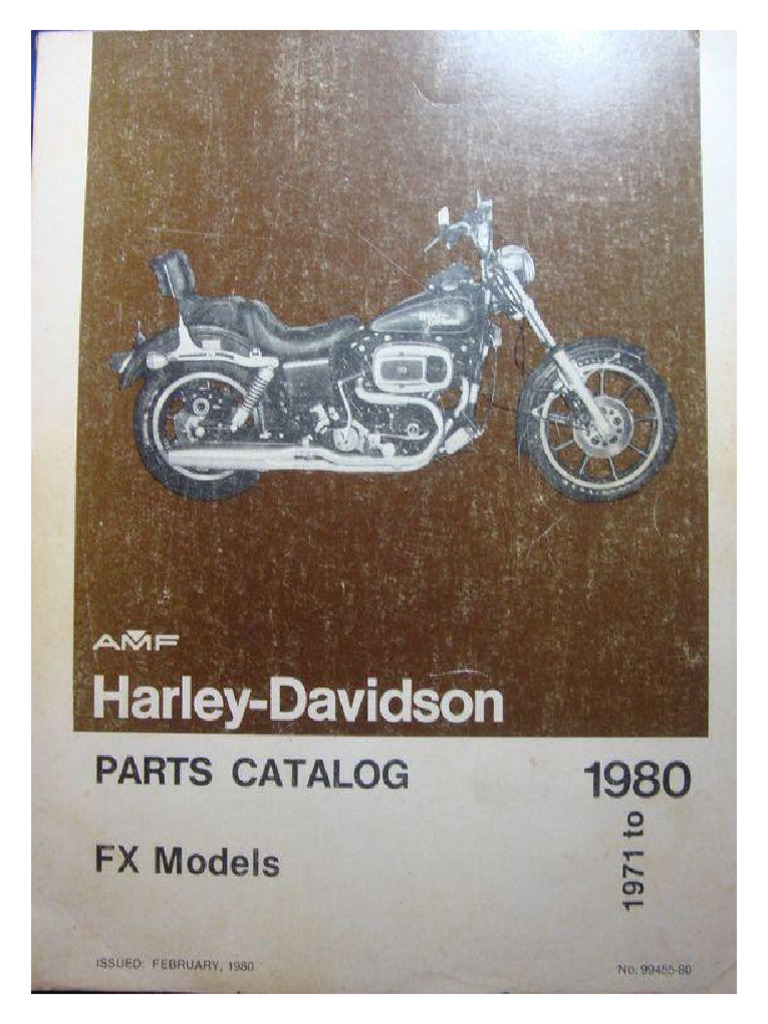 AMF
Harley-Davidson
PARTS CATALOG
1980
1971 to
FX Models
ISSUED: FEBRUARY, 1980
No. 99455-80